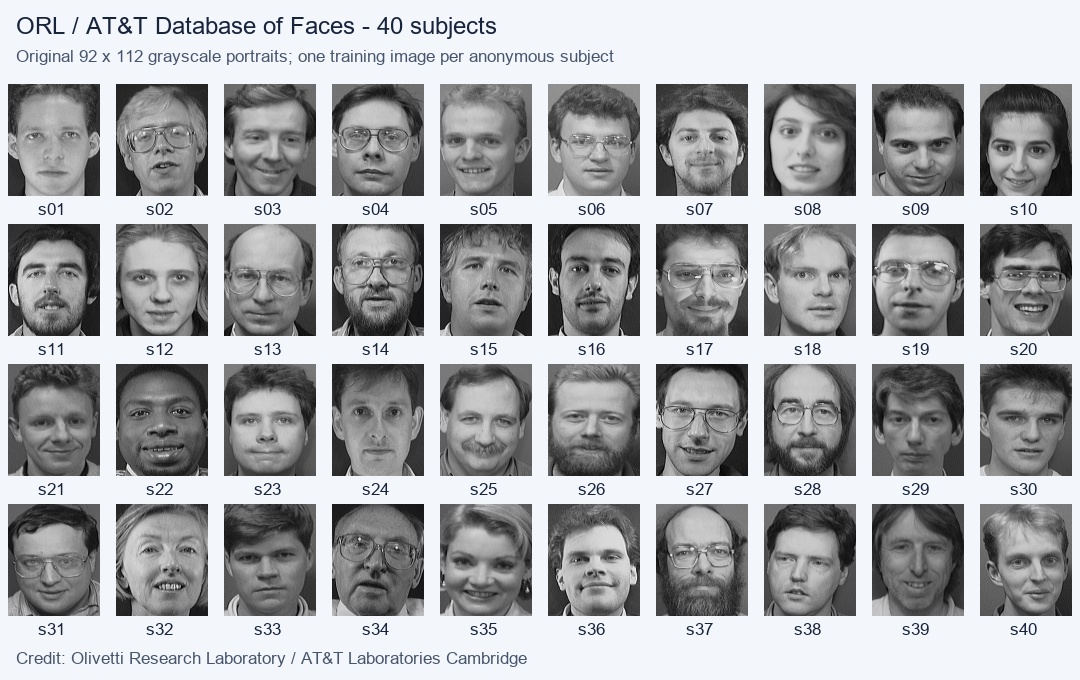 ORL / AT&T Database of Faces - 40 subjects
Original 92 x 112 grayscale portraits; one training image per anonymous subject
s01 s02 s03 s04 s05 s06 s07 s08 s09 s10
s11 s12 s13 s14 s15 s16 s17 s18 s19 s20
s21 s22 s23 s24 s25 s26 s27 s28 s29 s30
s31 s32 s33 s34 s35 s36 s37 s38 s39 s40
Credit: Olivetti Research Laboratory / AT&T Laboratories Cambridge